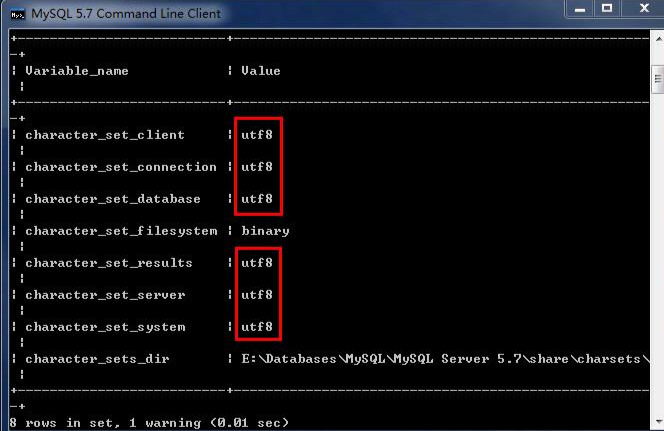 MySQL 5.7 Command Line Client
Variable_name | Value
character_set_client | utf8
character_set_connection | utf8
character_set_database | utf8
character_set_filesystem | binary
character_set_results | utf8
character_set_server | utf8
character_set_system | utf8
character_sets_dir | E:\Databases\MySQL\MySQL Server 5.7\share\charsets\
8 rows in set, 1 warning (0.01 sec)